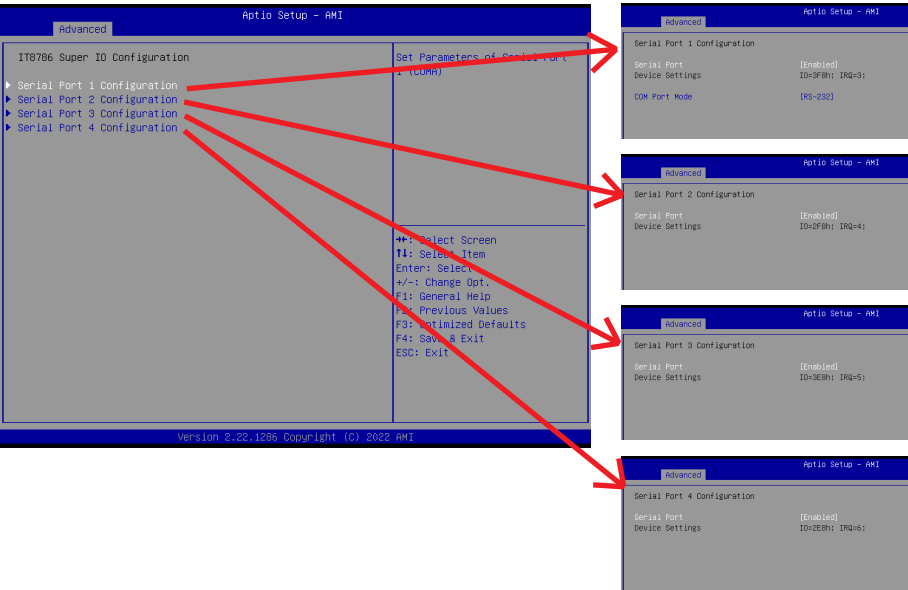 Aptio Setup – AMI
Advanced
IT8786 Super IO Configuration
Serial Port 1 Configuration
Serial Port 2 Configuration
Serial Port 3 Configuration
Serial Port 4 Configuration
Set Parameters of Serial Port
1 (COMA)
→←: Select Screen
↑↓: Select Item
Enter: Select
+/-: Change Opt.
F1: General Help
F2: Previous Values
F3: Optimized Defaults
F4: Save & Exit
ESC: Exit
Version 2.22.1286 Copyright (C) 2022 AMI
Aptio Setup – AMI
Advanced
Serial Port 1 Configuration
Serial Port [Enabled]
Device Settings IO=3F8h; IRQ=3;
COM Port Mode [RS-232]
Aptio Setup – AMI
Advanced
Serial Port 2 Configuration
Serial Port [Enabled]
Device Settings IO=2F8h; IRQ=4;
Aptio Setup – AMI
Advanced
Serial Port 3 Configuration
Serial Port [Enabled]
Device Settings IO=3E8h; IRQ=5;
Aptio Setup – AMI
Advanced
Serial Port 4 Configuration
Serial Port [Enabled]
Device Settings IO=2E8h; IRQ=6;